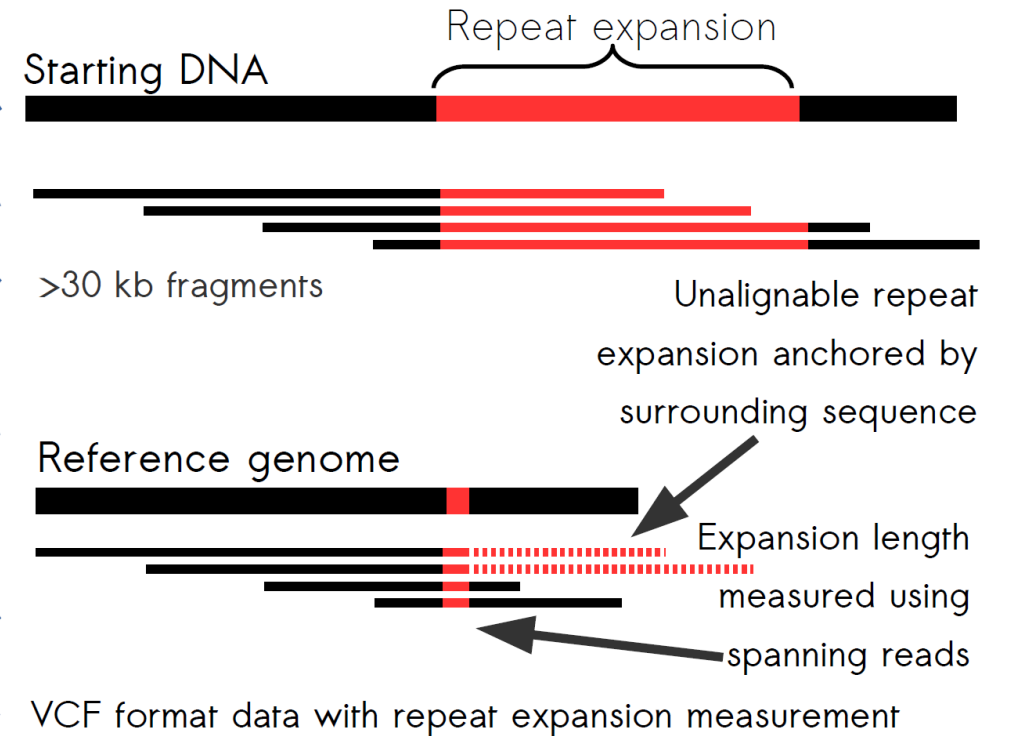 Repeat expansion
Starting DNA
>30 kb fragments
Unalignable repeat
expansion anchored by
surrounding sequence
Reference genome
Expansion length
measured using
spanning reads
VCF format data with repeat expansion measurement